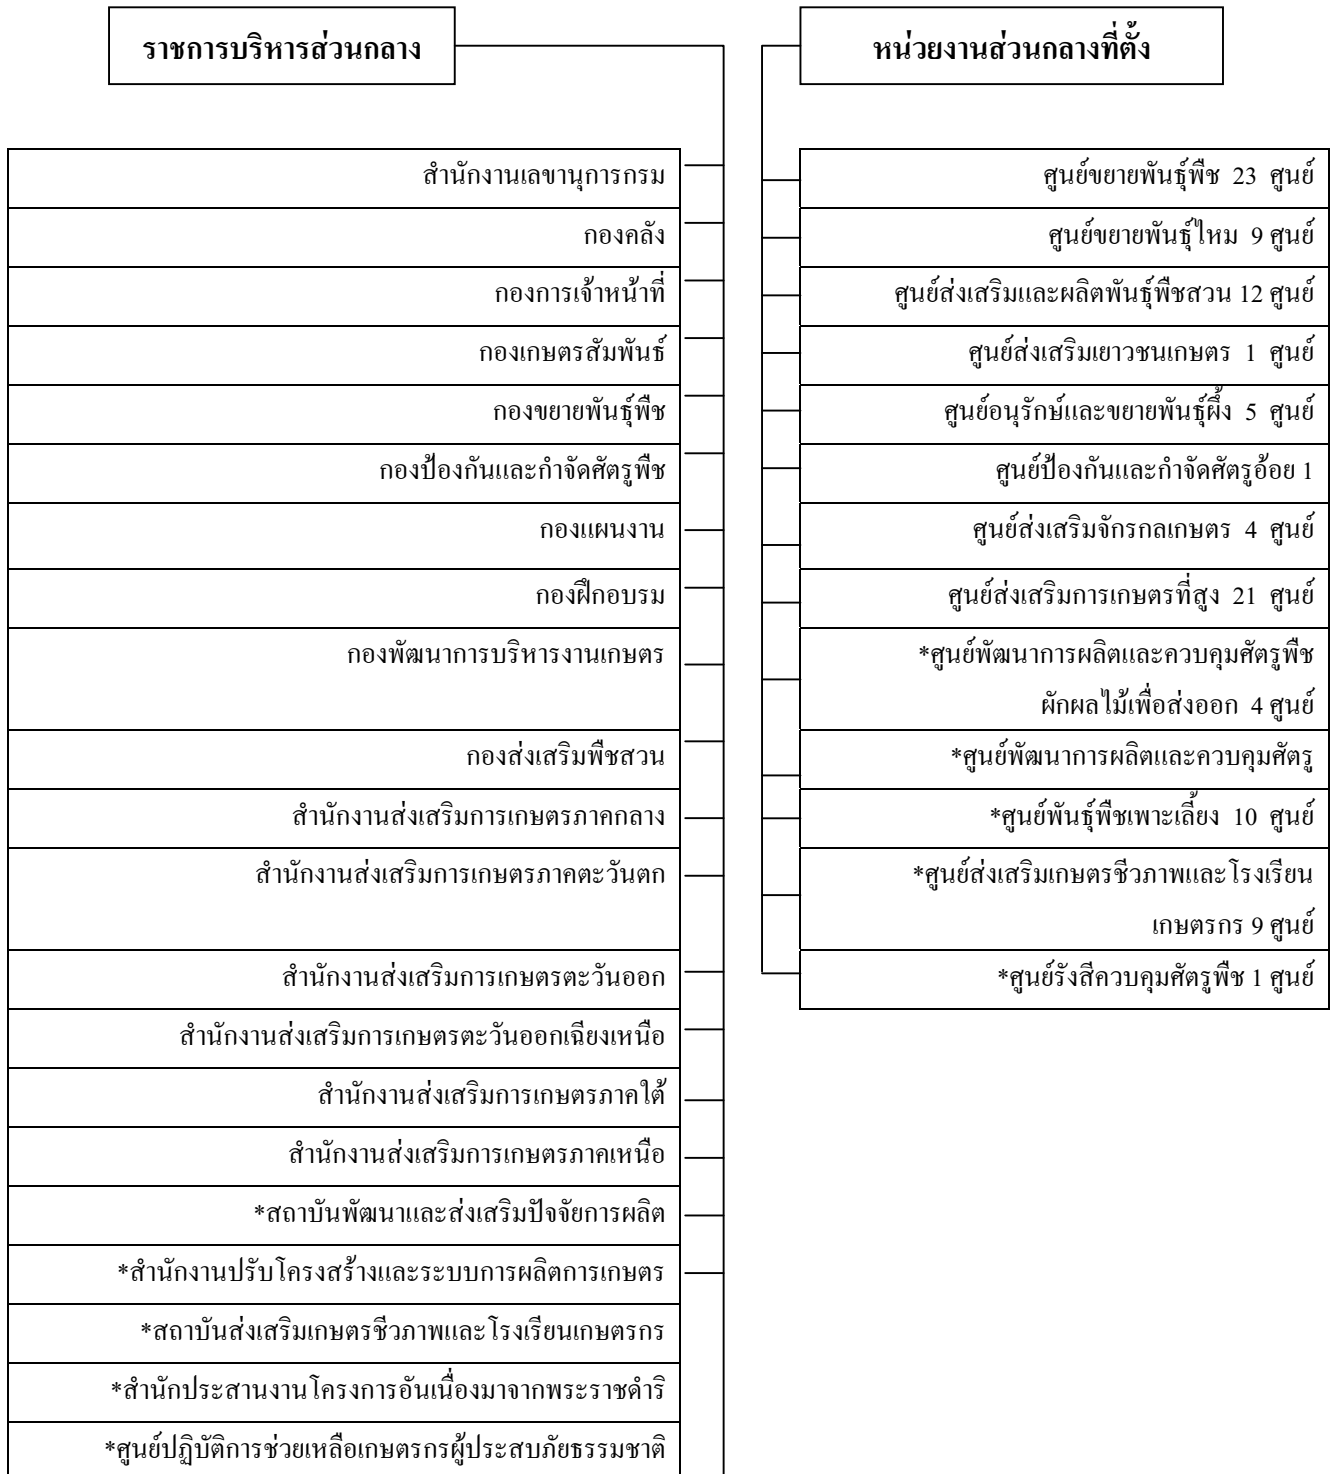 ราชการบริหารส่วนกลาง
สำนักงานเลขานุการกรม
กองคลัง
กองการเจ้าหน้าที่
กองเกษตรสัมพันธ์
กองขยายพันธุ์พืช
กองป้องกันและกำจัดศัตรูพืช
กองแผนงาน
กองฝึกอบรม
กองพัฒนาการบริหารงานเกษตร
กองส่งเสริมพืชสวน
สำนักงานส่งเสริมการเกษตรภาคกลาง
สำนักงานส่งเสริมการเกษตรภาคตะวันตก
สำนักงานส่งเสริมการเกษตรตะวันออก
สำนักงานส่งเสริมการเกษตรตะวันออกเฉียงเหนือ
สำนักงานส่งเสริมการเกษตรภาคใต้
สำนักงานส่งเสริมการเกษตรภาคเหนือ
*สถาบันพัฒนาและส่งเสริมปัจจัยการผลิต
*สำนักงานปรับโครงสร้างและระบบการผลิตการเกษตร
*สถาบันส่งเสริมเกษตรชีวภาพและโรงเรียนเกษตรกร
*สำนักประสานงานโครงการอันเนื่องมาจากพระราชดำริ
*ศูนย์ปฏิบัติการช่วยเหลือเกษตรกรผู้ประสบภัยธรรมชาติ
หน่วยงานส่วนกลางที่ตั้ง
ศูนย์ขยายพันธุ์พืช 23 ศูนย์
ศูนย์ขยายพันธุ์ไหม 9 ศูนย์
ศูนย์ส่งเสริมและผลิตพันธุ์พืชสวน 12 ศูนย์
ศูนย์ส่งเสริมเยาวชนเกษตร 1 ศูนย์
ศูนย์อนุรักษ์และขยายพันธุ์ผึ้ง 5 ศูนย์
ศูนย์ป้องกันและกำจัดศัตรูอ้อย 1
ศูนย์ส่งเสริมจักรกลเกษตร 4 ศูนย์
ศูนย์ส่งเสริมการเกษตรที่สูง 21 ศูนย์
*ศูนย์พัฒนาการผลิตและควบคุมศัตรูพืช
ผักผลไม้เพื่อส่งออก 4 ศูนย์
*ศูนย์พัฒนาการผลิตและควบคุมศัตรู
*ศูนย์พันธุ์พืชเพาะเลี้ยง 10 ศูนย์
*ศูนย์ส่งเสริมเกษตรชีวภาพและโรงเรียน
เกษตรกร 9 ศูนย์
*ศูนย์รังสีควบคุมศัตรูพืช 1 ศูนย์